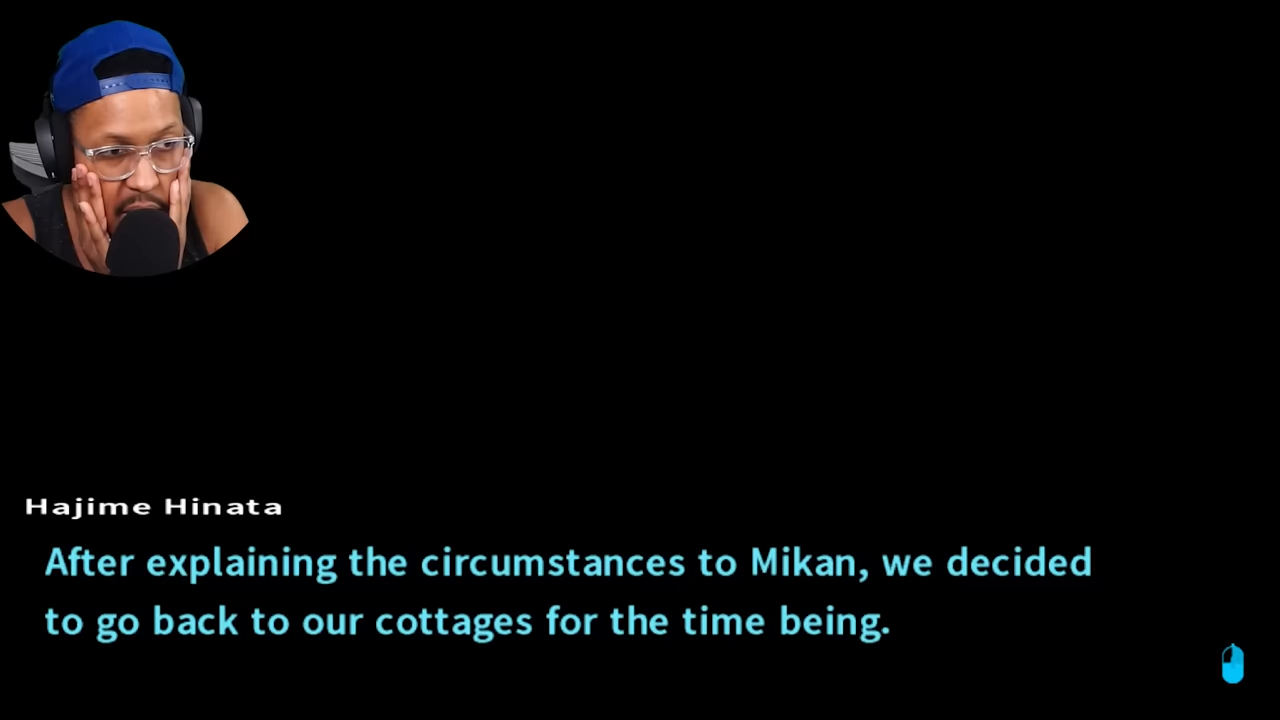 Hajime Hinata
After explaining the circumstances to Mikan, we decided
to go back to our cottages for the time being.